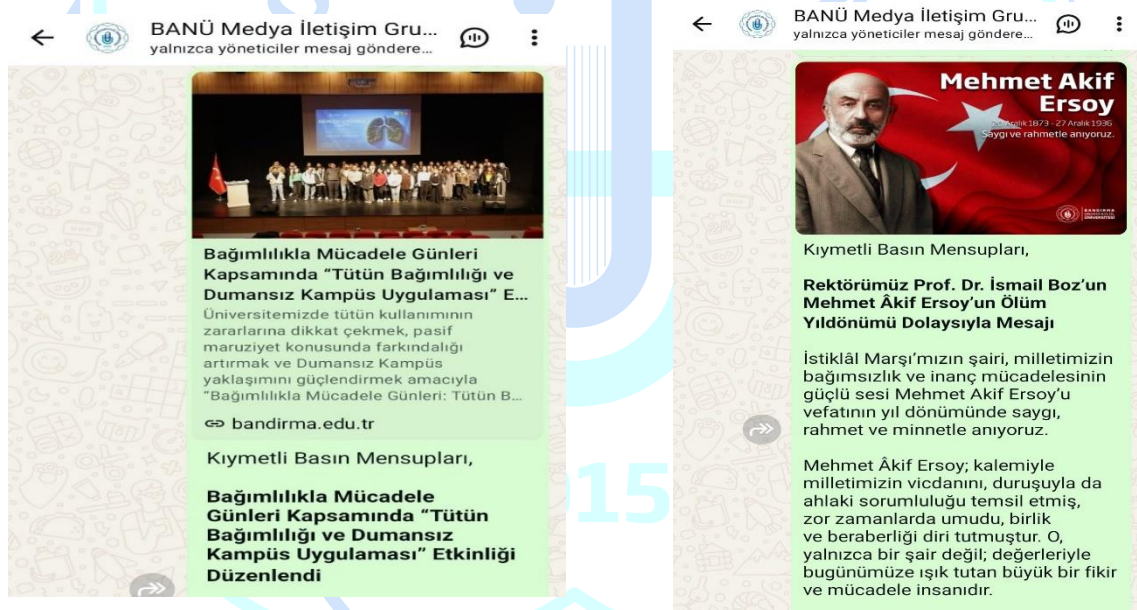 BANÜ Medya İletişim Gru...
yalnızca yöneticiler mesaj göndere...
Bağımlılıkla Mücadele Günleri
Kapsamında “Tütün Bağımlılığı ve
Dumansız Kampüs Uygulaması” E...
Üniversitemizde tütün kullanımının
zararlarına dikkat çekmek, pasif
maruziyet konusunda farkındalığı
artırmak ve Dumansız Kampüs
yaklaşımını güçlendirmek amacıyla
“Bağımlılıkla Mücadele Günleri: Tütün B...
bandirma.edu.tr
Kıymetli Basın Mensupları,
Bağımlılıkla Mücadele
Günleri Kapsamında “Tütün
Bağımlılığı ve Dumansız
Kampüs Uygulaması” Etkinliği
Düzenlendi
15
BANÜ Medya İletişim Gru...
yalnızca yöneticiler mesaj göndere...
Mehmet Akif
Ersoy
20 Aralık 1873 - 27 Aralık 1936
Saygı ve rahmetle anıyoruz.
Kıymetli Basın Mensupları,
Rektörümüz Prof. Dr. İsmail Boz’un
Mehmet Âkif Ersoy’un Ölüm
Yıldönümü Dolaysıyla Mesajı
İstiklâl Marşı’mızın şairi, milletimizin
bağımsızlık ve inanç mücadelesinin
güçlü sesi Mehmet Akif Ersoy’u
vefatının yıl dönümünde saygı,
rahmet ve minnetle anıyoruz.
Mehmet Âkif Ersoy; kalemiyle
milletimizin vicdanını, duruşuyla da
ahlaki sorumluluğu temsil etmiş,
zor zamanlarda umudu, birlik
ve beraberliği diri tutmuştur. O,
yalnızca bir şair değil; değerleriyle
bugünümüze ışık tutan büyük bir fikir
ve mücadele insanıdır.